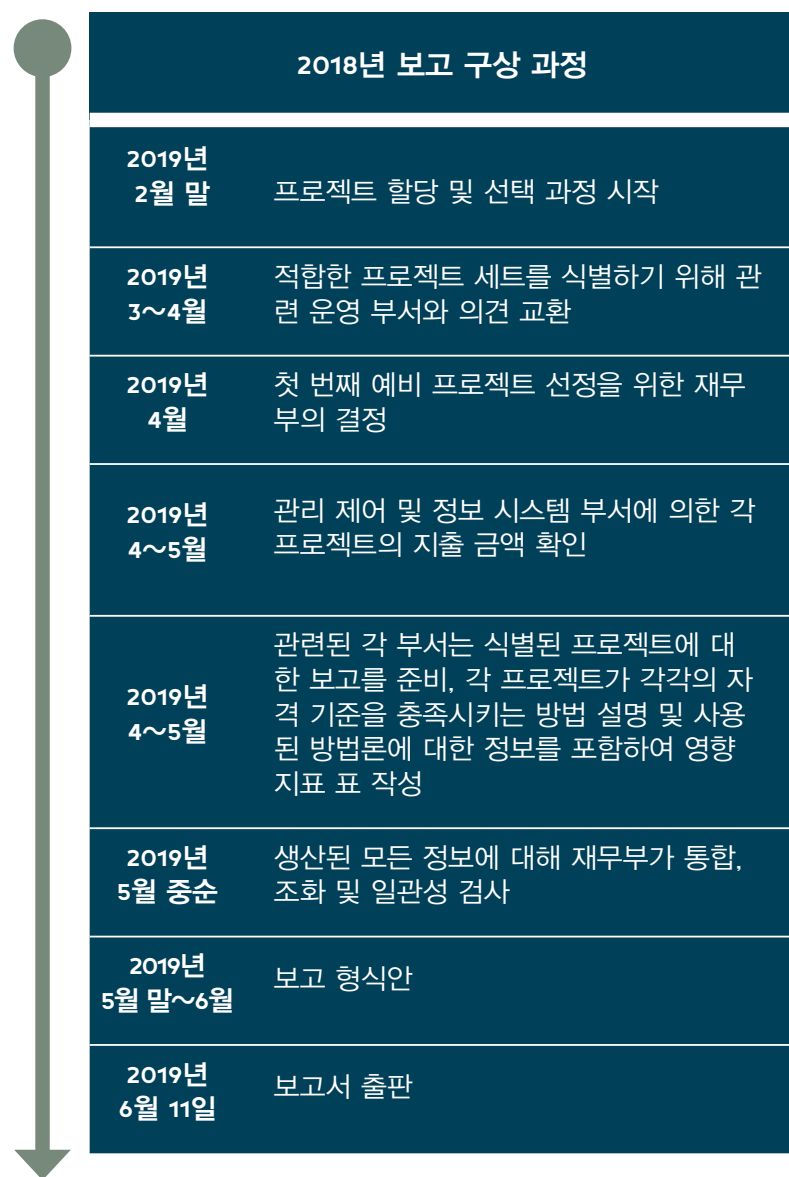 2018년 보고 구상 과정
2019년
2월 말
프로젝트 할당 및 선택 과정 시작
2019년
3～4월
적합한 프로젝트 세트를 식별하기 위해 관
련 운영 부서와 의견 교환
2019년
4월
첫 번째 예비 프로젝트 선정을 위한 재무
부의 결정
2019년
4～5월
관리 제어 및 정보 시스템 부서에 의한 각
프로젝트의 지출 금액 확인
2019년
4～5월
관련된 각 부서는 식별된 프로젝트에 대
한 보고를 준비, 각 프로젝트가 각각의 자
격 기준을 충족시키는 방법 설명 및 사용
된 방법론에 대한 정보를 포함하여 영향
지표 표 작성
2019년
5월 중순
생산된 모든 정보에 대해 재무부가 통합,
조화 및 일관성 검사
2019년
5월 말～6월
보고 형식안
2019년
6월 11일
보고서 출판